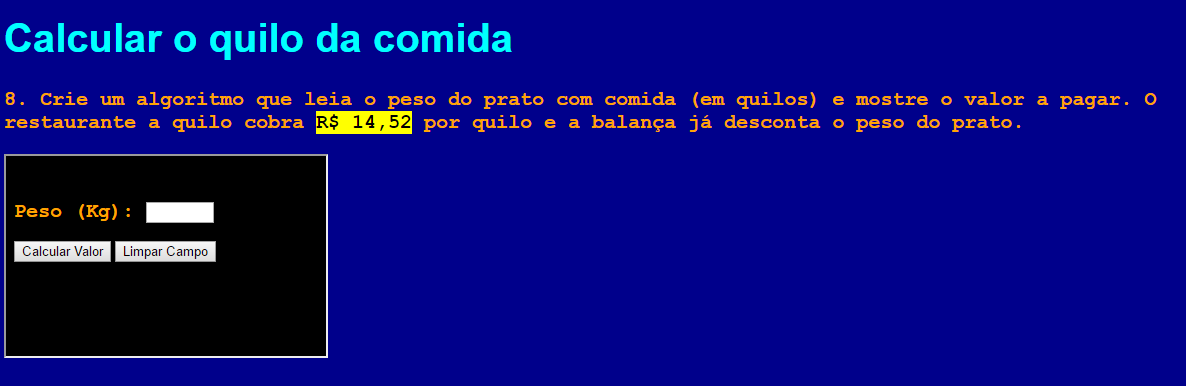 Calcular o quilo da comida
8. Crie um algoritmo que leia o peso do prato com comida (em quilos) e mostre o valor a pagar. O
restaurante a quilo cobra R$ 14,52 por quilo e a balança já desconta o peso do prato.
Peso (Kg):
Calcular Valor Limpar Campo